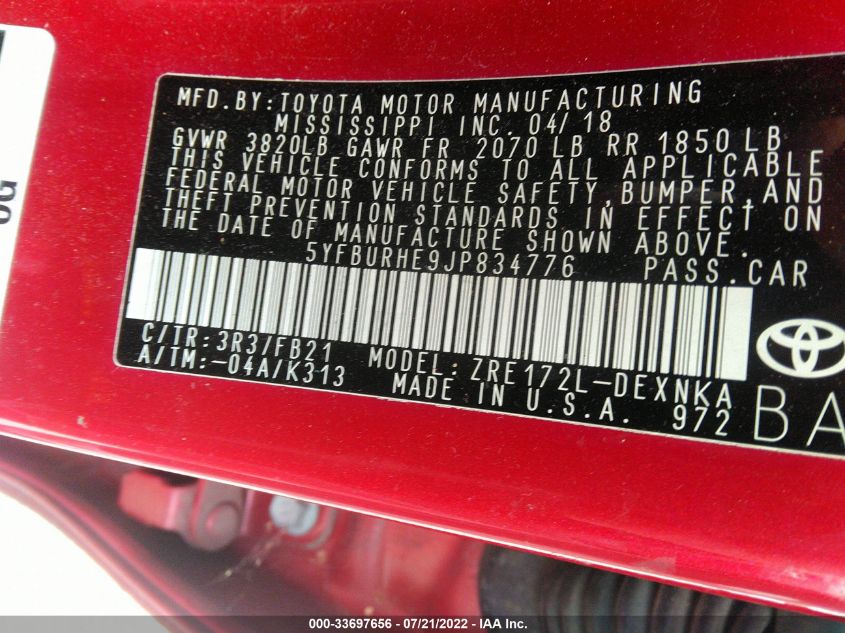 MFD. BY: TOYOTA MOTOR MANUFACTURING
MISSISSIPPI INC. 04/18
GVWR 3820LB GAWR FR 2070 LB RR 1850 LB
THIS VEHICLE CONFORMS TO ALL APPLICABLE
FEDERAL MOTOR VEHICLE SAFETY, BUMPER, AND
THEFT PREVENTION STANDARDS IN EFFECT ON
THE DATE OF MANUFACTURE SHOWN ABOVE.
5YFBURHE9JP834776 PASS. CAR
C/TR: 3R3/FB21
A/TM: -04A/K313
MODEL: ZRE172L-DEXNKA
MADE IN U.S.A. 972
BA
000-33697656 - 07/21/2022 - IAA Inc.